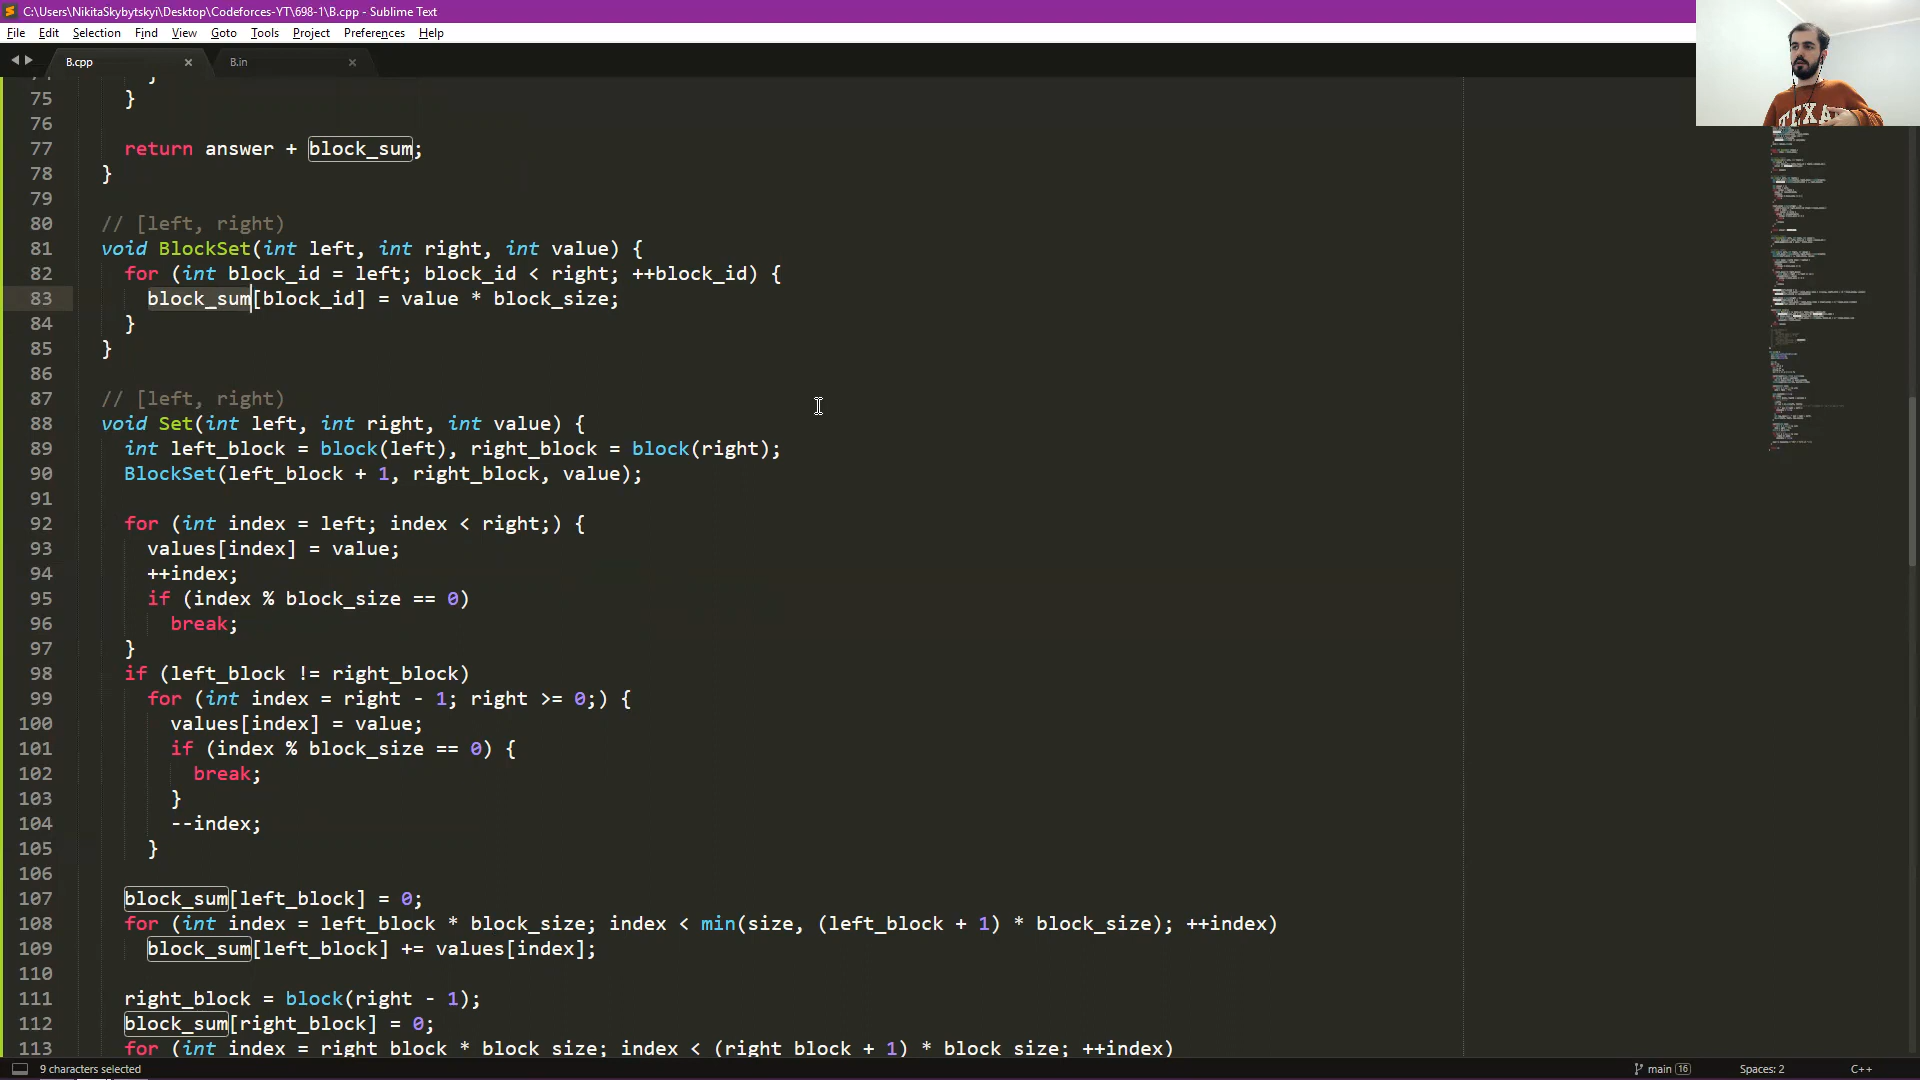 C:\Users\NikitaSkybytskyi\Desktop\Codeforces-YT\698-1\B.cpp - Sublime Text
File Edit Selection Find View Goto Tools Project Preferences Help
B.cpp B.in
75 }
76
77 return answer + block_sum;
78 }
79
80 // [left, right)
81 void BlockSet(int left, int right, int value) {
82 for (int block_id = left; block_id < right; ++block_id) {
83 block_sum[block_id] = value * block_size;
84 }
85 }
86
87 // [left, right)
88 void Set(int left, int right, int value) {
89 int left_block = block(left), right_block = block(right);
90 BlockSet(left_block + 1, right_block, value);
91
92 for (int index = left; index < right;) {
93 values[index] = value;
94 ++index;
95 if (index % block_size == 0)
96 break;
97 }
98 if (left_block != right_block)
99 for (int index = right - 1; right >= 0;) {
100 values[index] = value;
101 if (index % block_size == 0) {
102 break;
103 }
104 --index;
105 }
106
107 block_sum[left_block] = 0;
108 for (int index = left_block * block_size; index < min(size, (left_block + 1) * block_size); ++index)
109 block_sum[left_block] += values[index];
110
111 right_block = block(right - 1);
112 block_sum[right_block] = 0;
113 for (int index = right_block * block_size; index < (right_block + 1) * block_size; ++index)
TEXA
9 characters selected main 16 Spaces: 2 C++